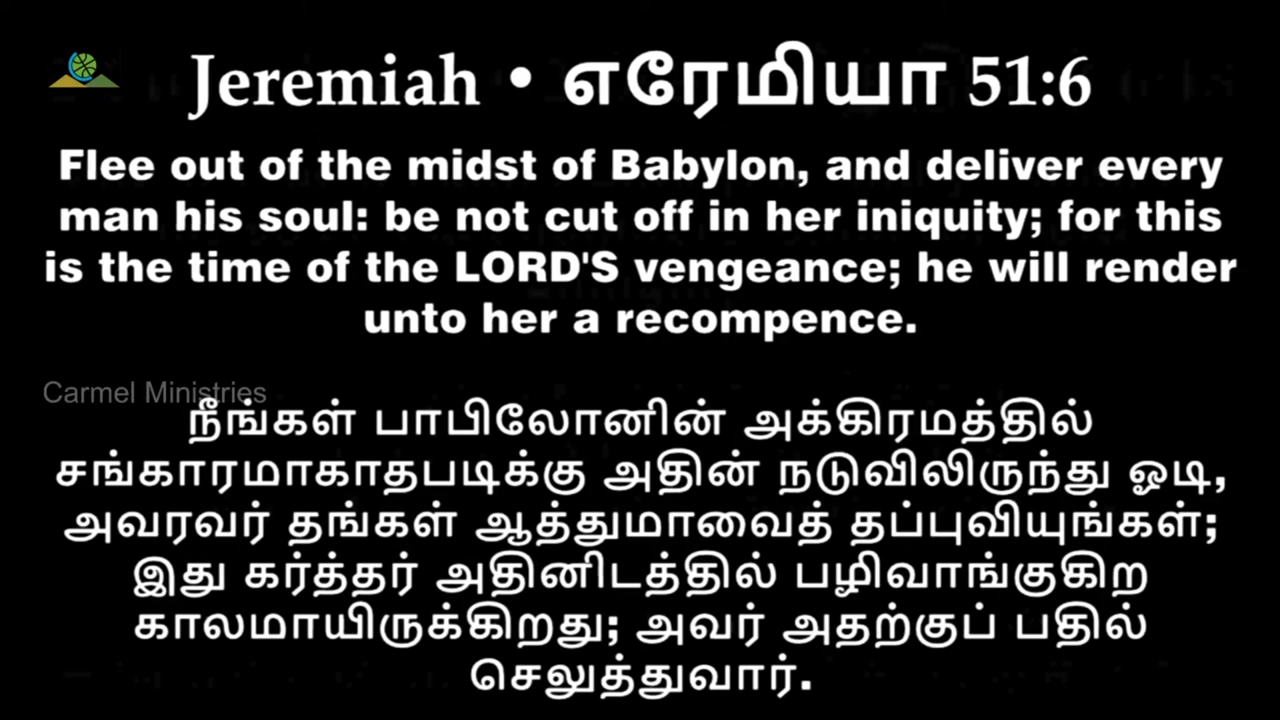 Jeremiah • எரேமியா 51:6
Flee out of the midst of Babylon, and deliver every
man his soul: be not cut off in her iniquity; for this
is the time of the LORD'S vengeance; he will render
unto her a recompence.
Carmel Ministries
நீங்கள் பாபிலோனின் அக்கிரமத்தில்
சங்காரமாகாதபடிக்கு அதின் நடுவிலிருந்து ஓடி,
அவரவர் தங்கள் ஆத்துமாவைத் தப்புவியுங்கள்;
இது கர்த்தர் அதினிடத்தில் பழிவாங்குகிற
காலமாயிருக்கிறது; அவர் அதற்குப் பதில்
செலுத்துவார்.